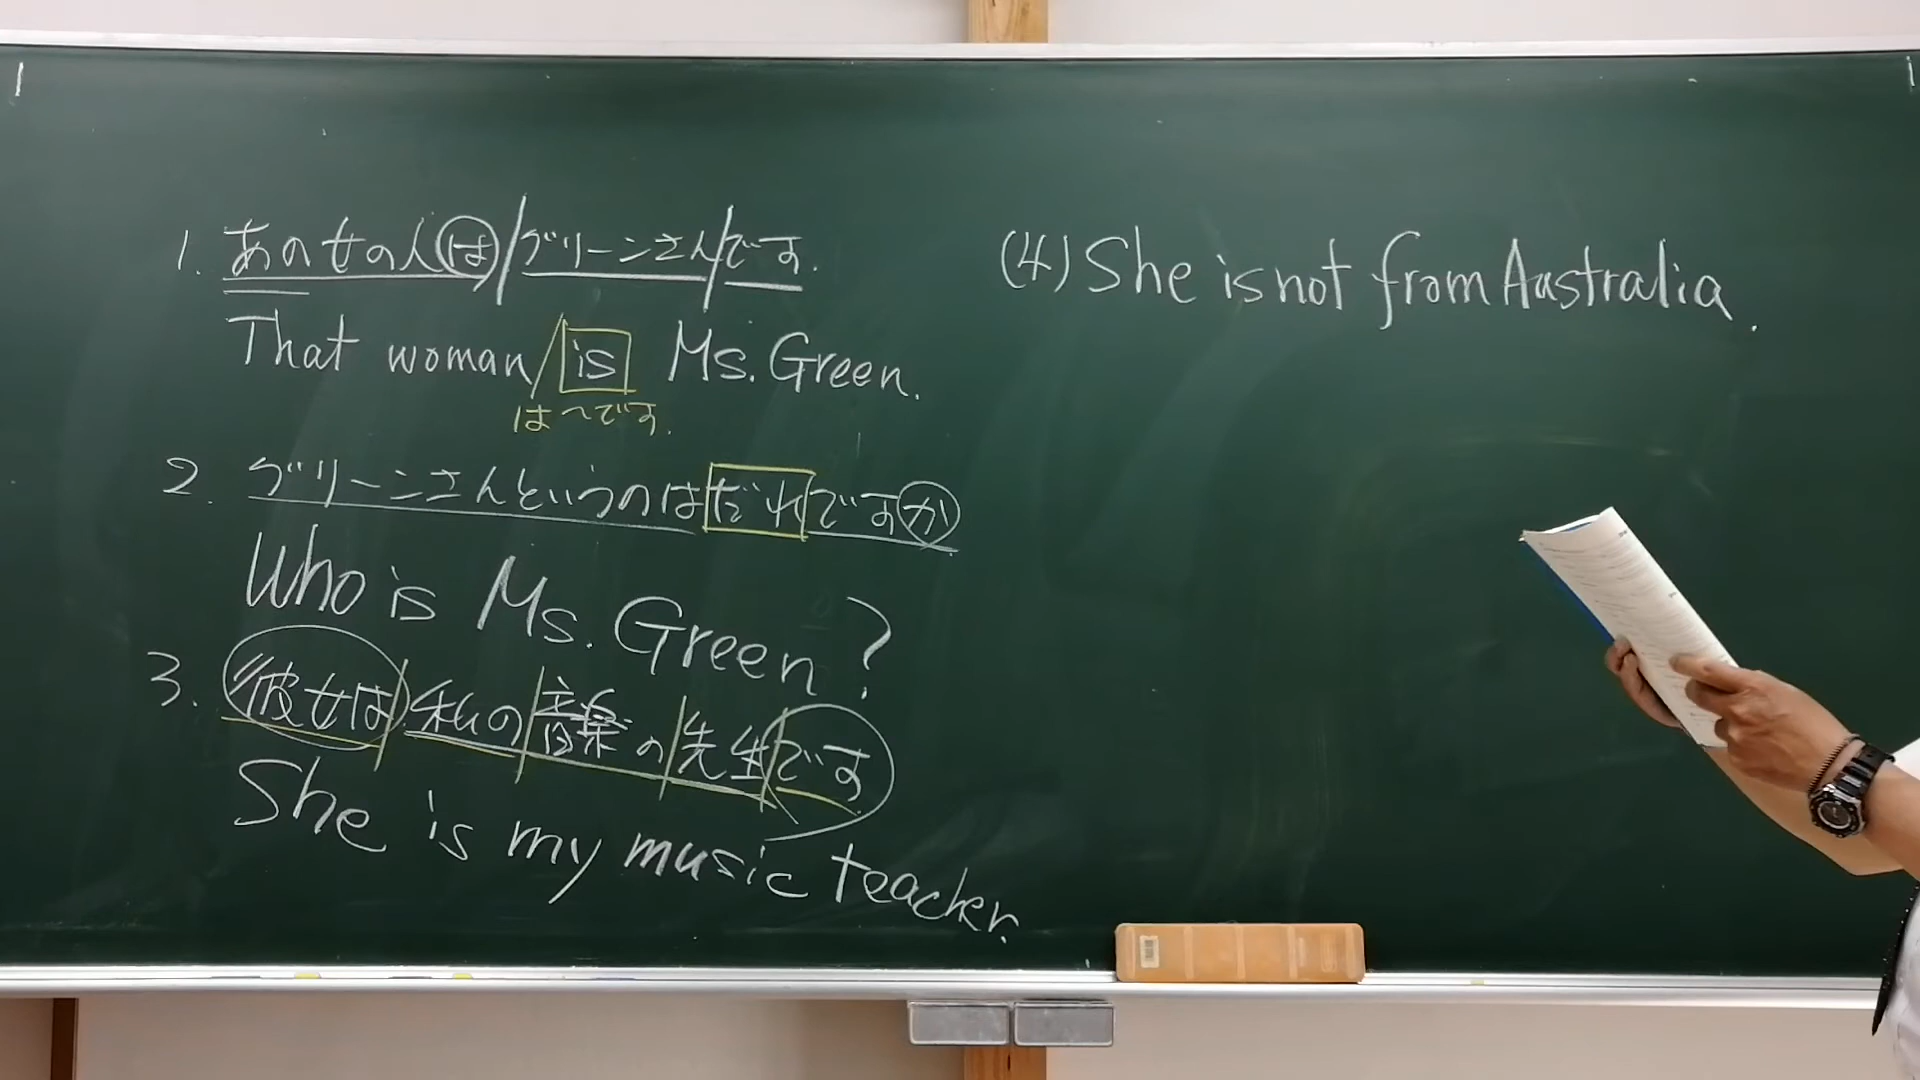 1. あの女の人は/グリーンさん/です.
That woman/is Ms. Green.
は〜です.
2. グリーンさんというのはだれですか
Who is Ms. Green?
3. 彼女は|私の|音楽の|先生|です
She is my music teacher.
(4) She is not from Australia.